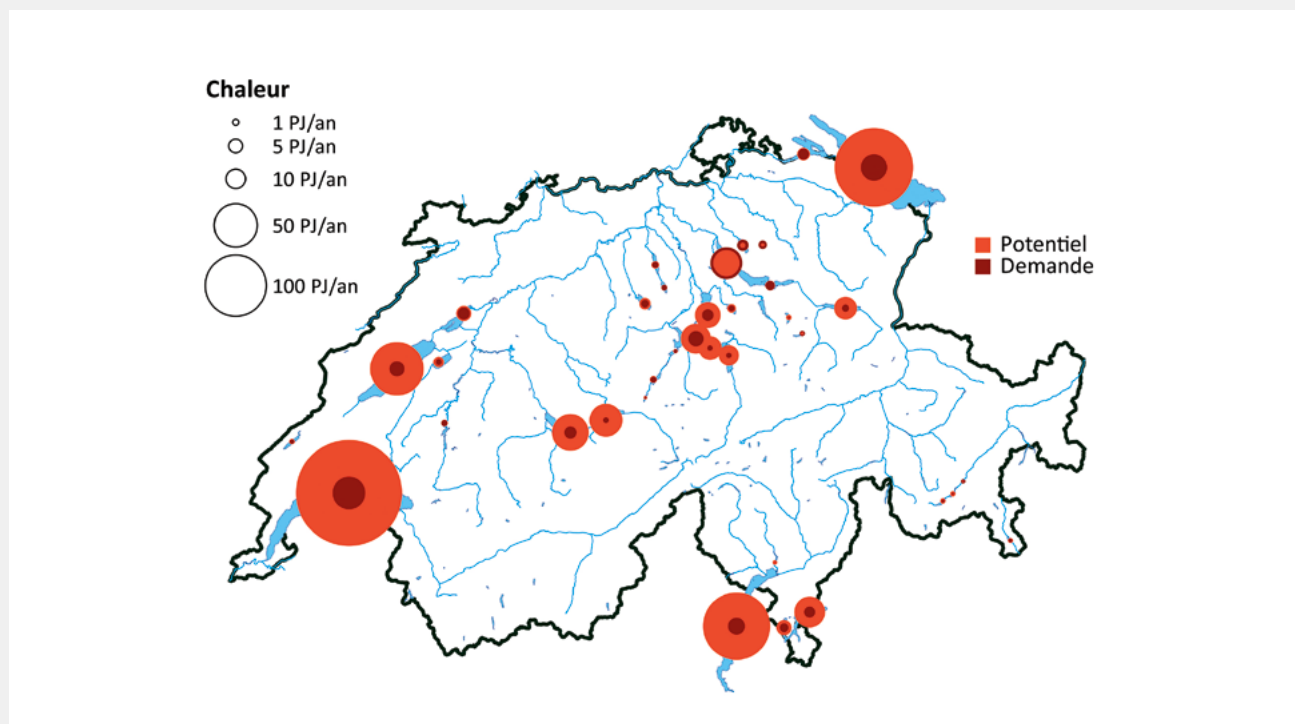 Chaleur
1 PJ/an
5 PJ/an
10 PJ/an
50 PJ/an
100 PJ/an
Potentiel
Demande